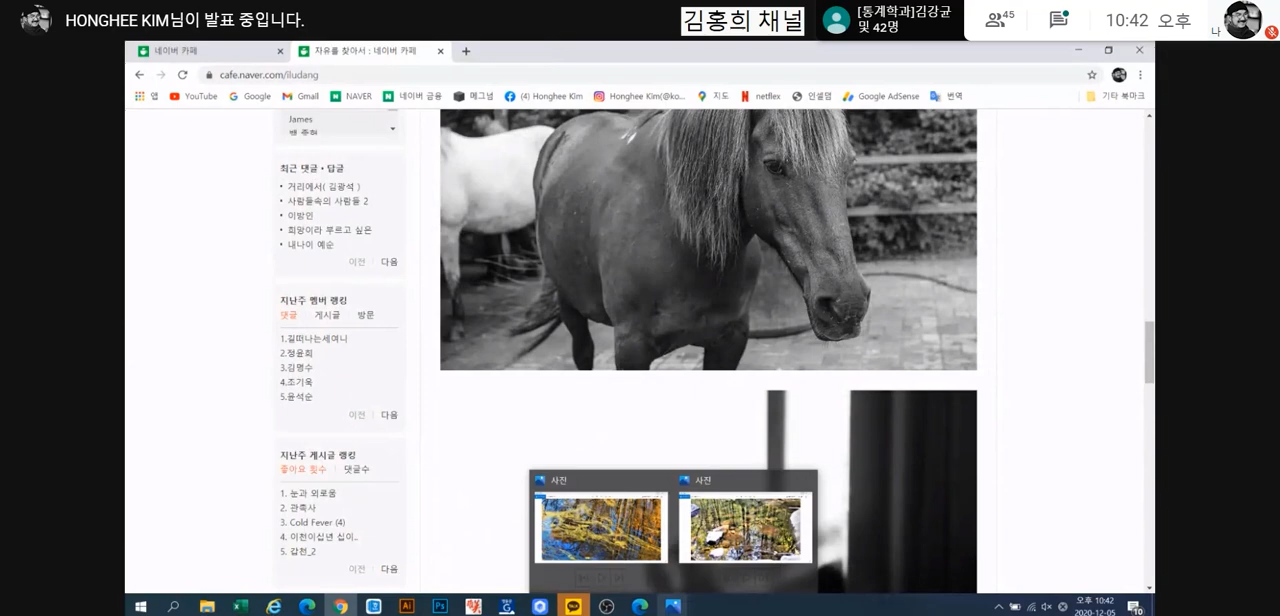 HONGHEE KIM님이 발표 중입니다.
김홍희 채널
[통계학과]김강균
및 42명
45
10:42 오후
나
네이버 카페
자유를 찾아서 : 네이버 카페
cafe.naver.com/iludang
앱
YouTube
Google
Gmail
NAVER
네이버 금융
메그넘
(4) Honghee Kim
Honghee Kim(@ko...
지도
netflex
인셀덤
Google AdSense
번역
기타 북마크
James
최근 댓글 • 답글
• 거리에서( 김광석 )
• 사람들속의 사람들 2
• 이방인
• 희망이라 부르고 싶은
• 내나이 예순
이전 다음
지난주 멤버 랭킹
댓글 게시글 방문
1.길떠나는세여니
2.정윤희
3.김명수
4.조기욱
5.윤석순
이전 다음
지난주 게시글 랭킹
좋아요 횟수 댓글수
1. 눈과 외로움
2. 관촉사
3. Cold Fever (4)
4. 이천이십년 십이..
5. 갑천_2
이전 다음
사진
사진
오후 10:42
2020-12-05
10